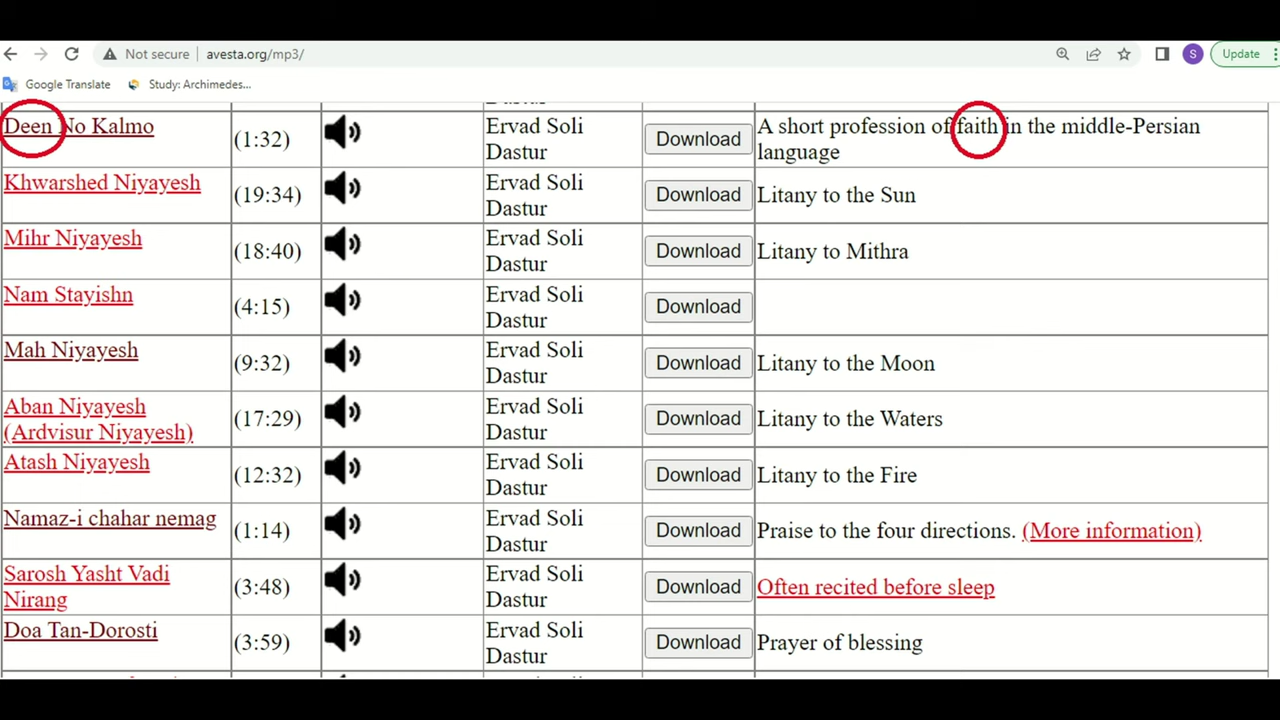 Not secure avesta.org/mp3/ S Update
Google Translate Study: Archimedes...
Deen No Kalmo (1:32) Ervad Soli Dastur Download A short profession of faith in the middle-Persian language
Khwarshed Niyayesh (19:34) Ervad Soli Dastur Download Litany to the Sun
Mihr Niyayesh (18:40) Ervad Soli Dastur Download Litany to Mithra
Nam Stayishn (4:15) Ervad Soli Dastur Download
Mah Niyayesh (9:32) Ervad Soli Dastur Download Litany to the Moon
Aban Niyayesh (Ardvisur Niyayesh) (17:29) Ervad Soli Dastur Download Litany to the Waters
Atash Niyayesh (12:32) Ervad Soli Dastur Download Litany to the Fire
Namaz-i chahar nemag (1:14) Ervad Soli Dastur Download Praise to the four directions. (More information)
Sarosh Yasht Vadi Nirang (3:48) Ervad Soli Dastur Download Often recited before sleep
Doa Tan-Dorosti (3:59) Ervad Soli Dastur Download Prayer of blessing